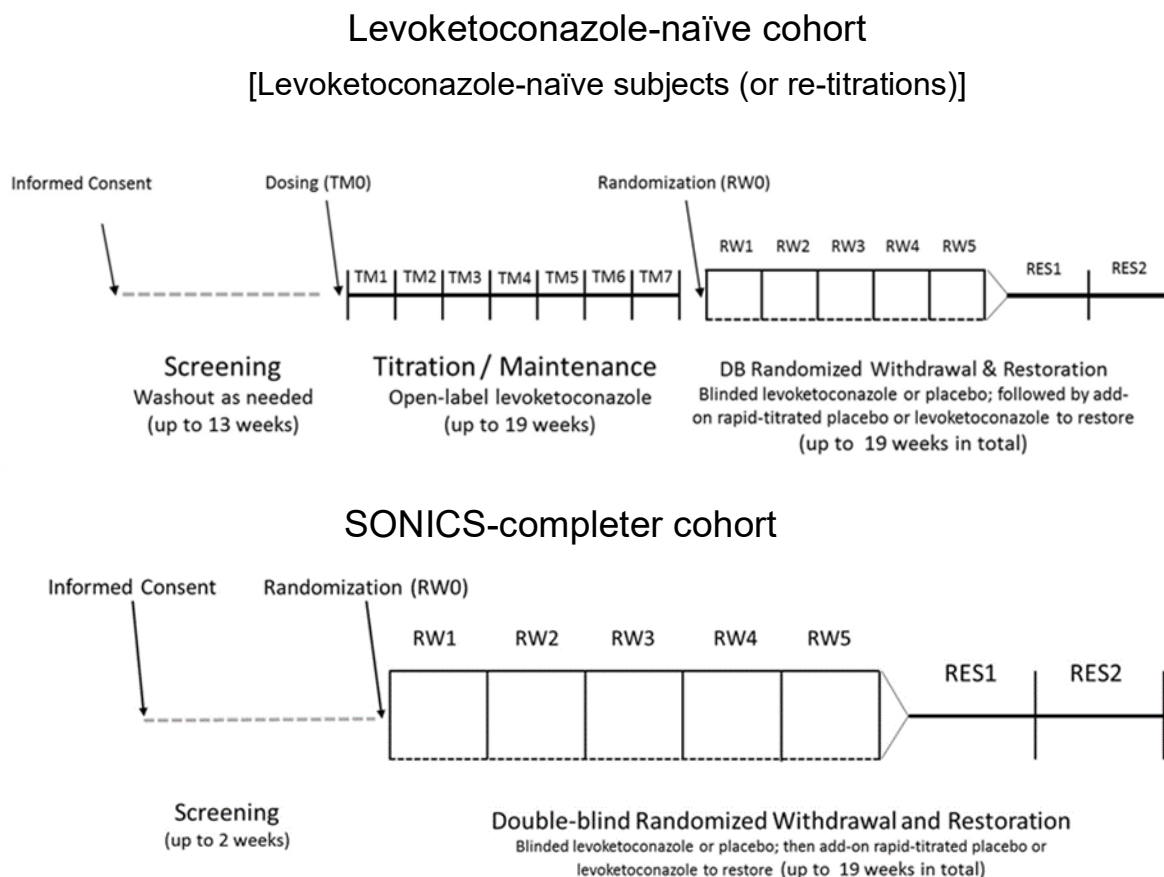 Levoketoconazole-naïve cohort
[Levoketoconazole-naïve subjects (or re-titrations)]
Informed Consent
Dosing (TM0)
Randomization (RW0)
TM1 TM2 TM3 TM4 TM5 TM6 TM7
RW1 RW2 RW3 RW4 RW5
RES1 RES2
Screening
Washout as needed
(up to 13 weeks)
Titration / Maintenance
Open-label levoketoconazole
(up to 19 weeks)
DB Randomized Withdrawal & Restoration
Blinded levoketoconazole or placebo; followed by add-
on rapid-titrated placebo or levoketoconazole to restore
(up to 19 weeks in total)
SONICS-completer cohort
Informed Consent
Randomization (RW0)
RW1 RW2 RW3 RW4 RW5
RES1 RES2
Screening
(up to 2 weeks)
Double-blind Randomized Withdrawal and Restoration
Blinded levoketoconazole or placebo; then add-on rapid-titrated placebo or
levoketoconazole to restore (up to 19 weeks in total)